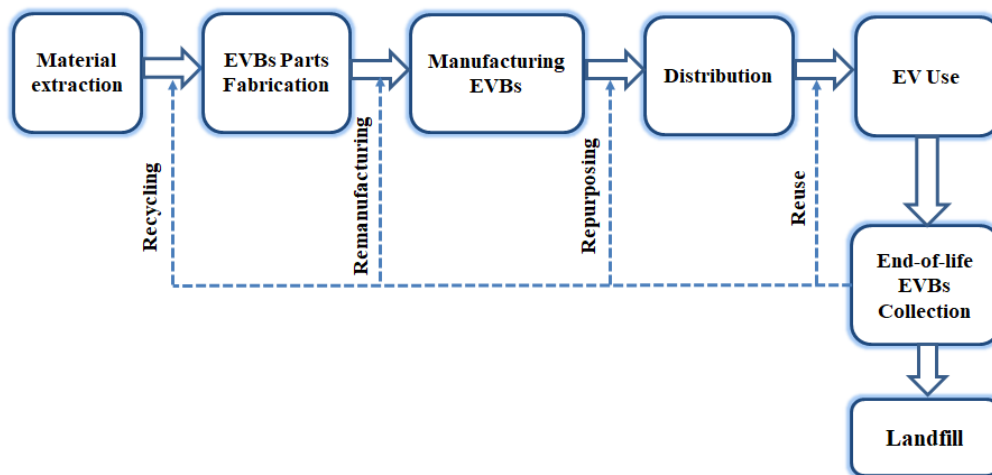 Material
extraction
EVBs Parts
Fabrication
Manufacturing
EVBs
Distribution
EV Use
Recycling
Remanufacturing
Repurposing
Reuse
End-of-life
EVBs
Collection
Landfill